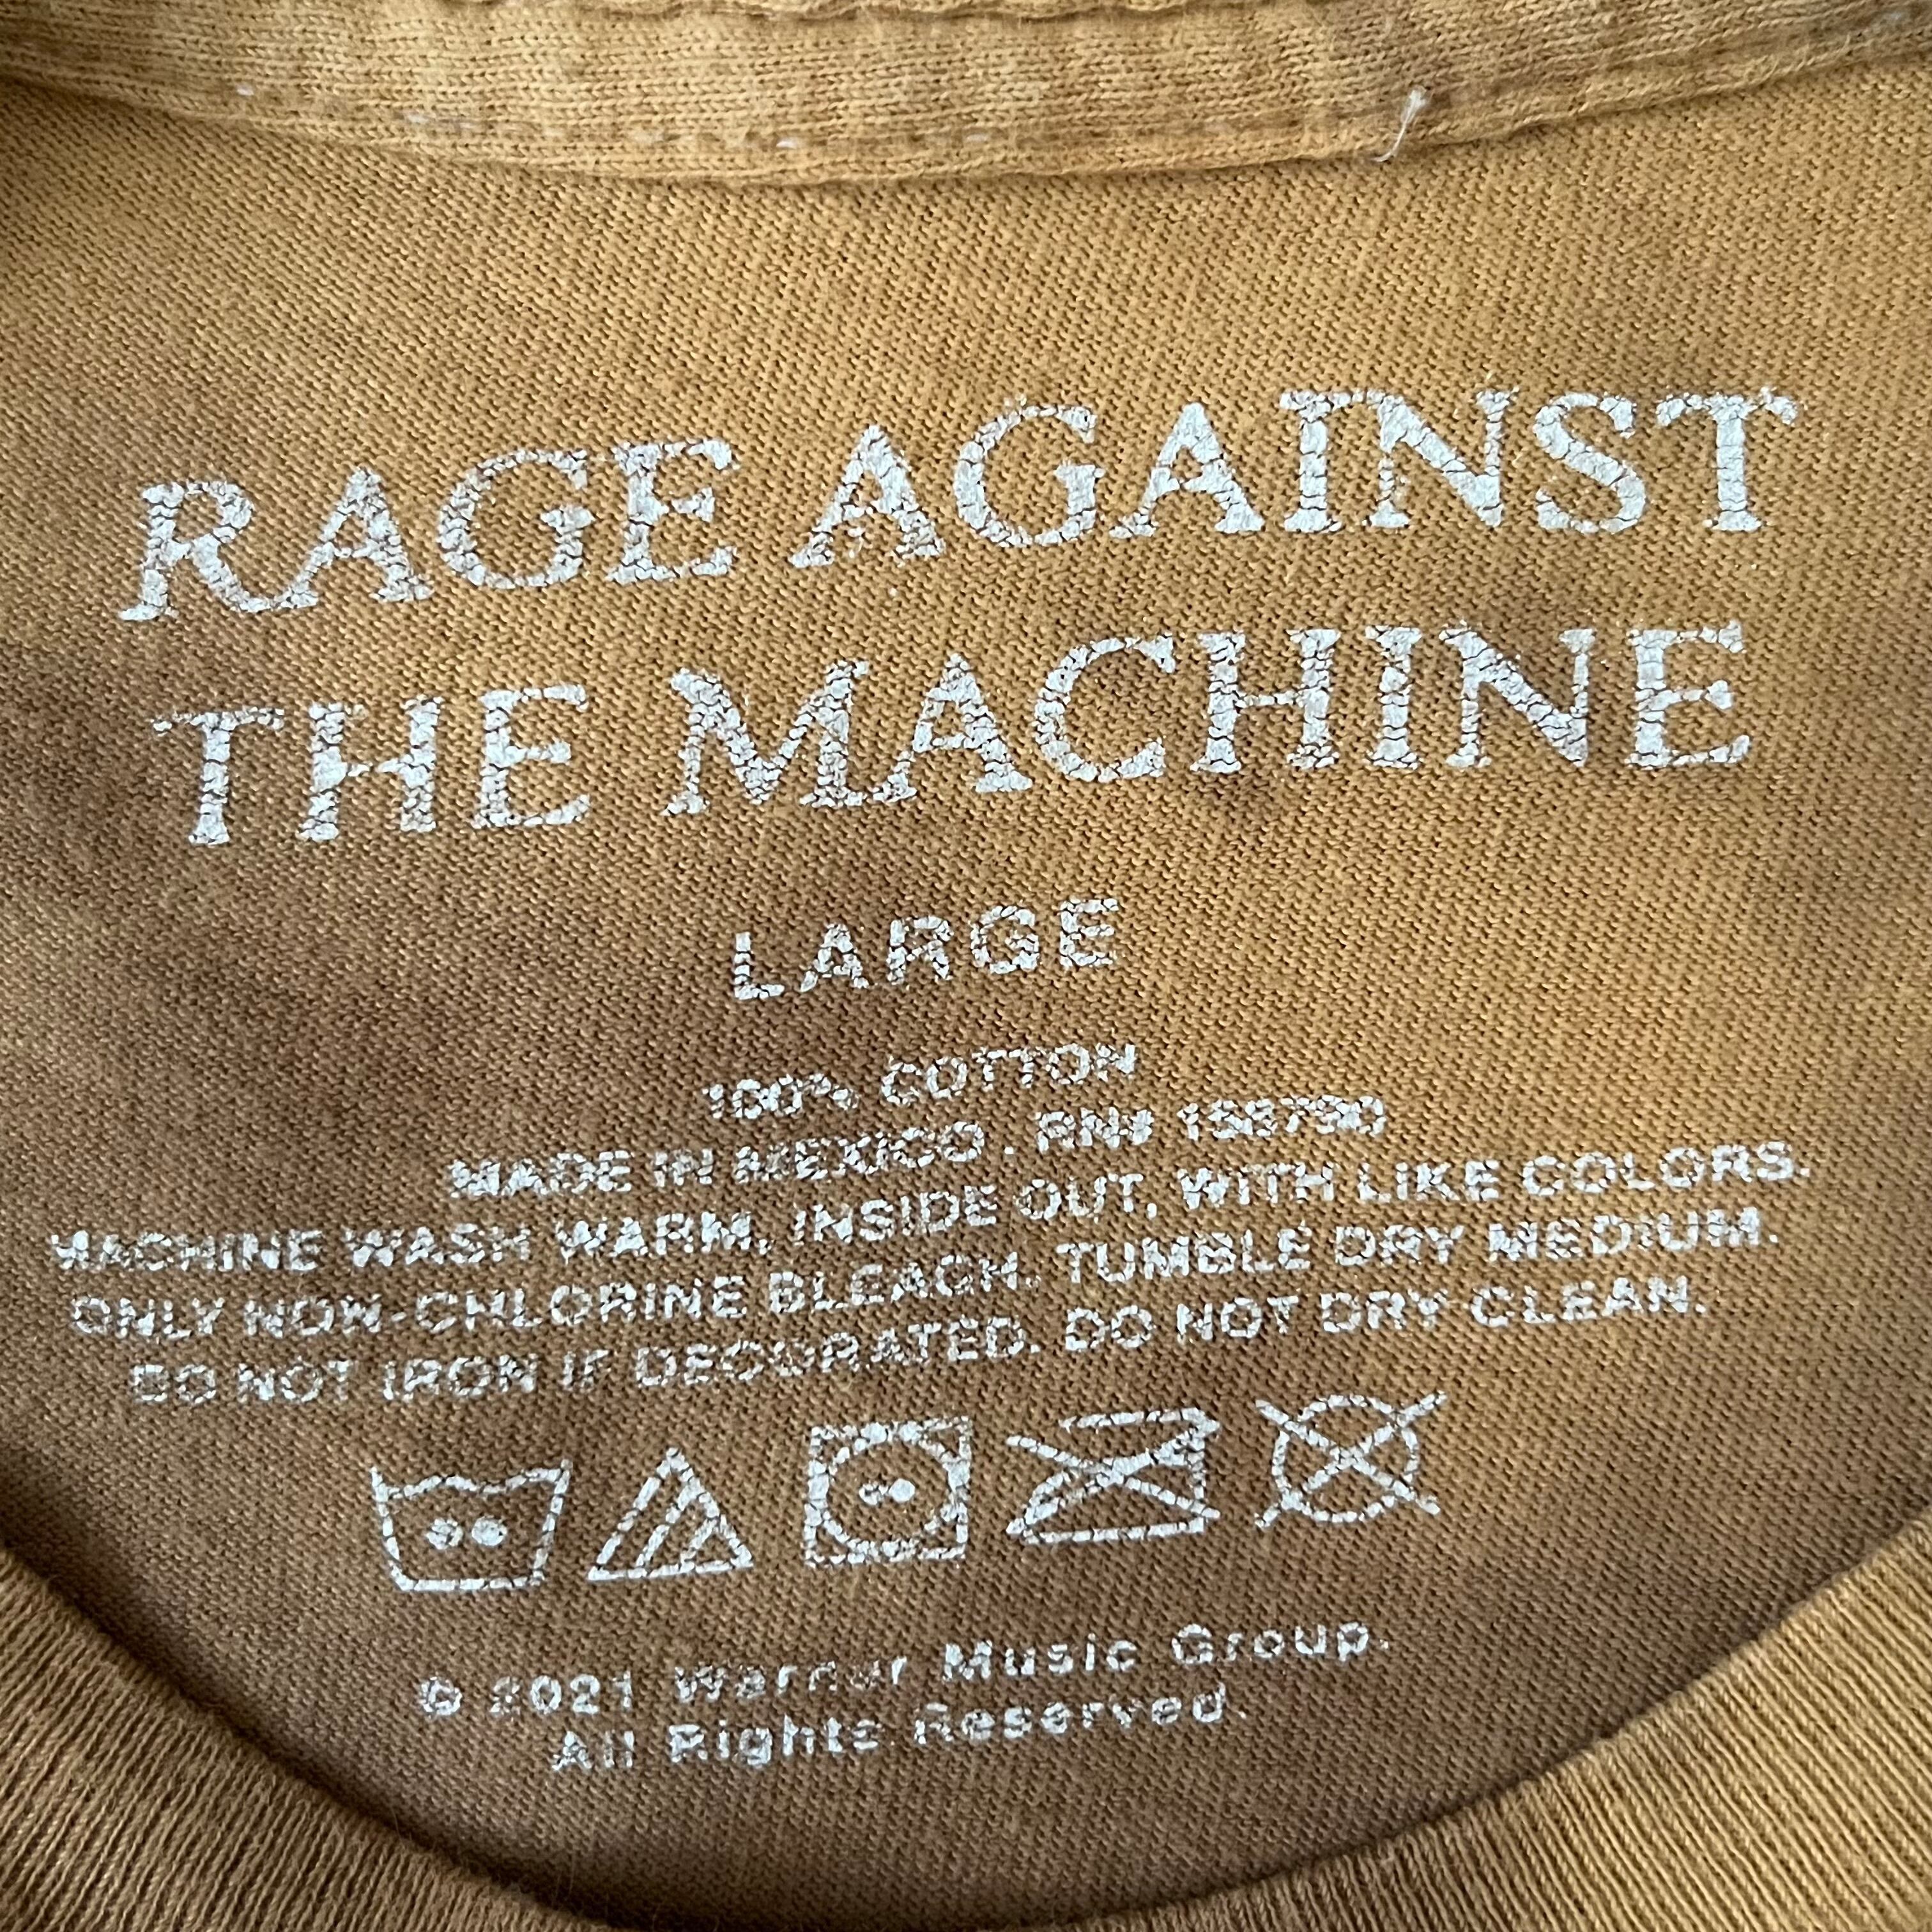 RAGE AGAINST
THE MACHINE
LARGE
100% COTTON
MADE IN MEXICO . RN# 158790
MACHINE WASH WARM, INSIDE OUT, WITH LIKE COLORS.
ONLY NON-CHLORINE BLEACH. TUMBLE DRY MEDIUM.
DO NOT IRON IF DECORATED. DO NOT DRY CLEAN.
© 2021 Warner Music Group.
All Rights Reserved.